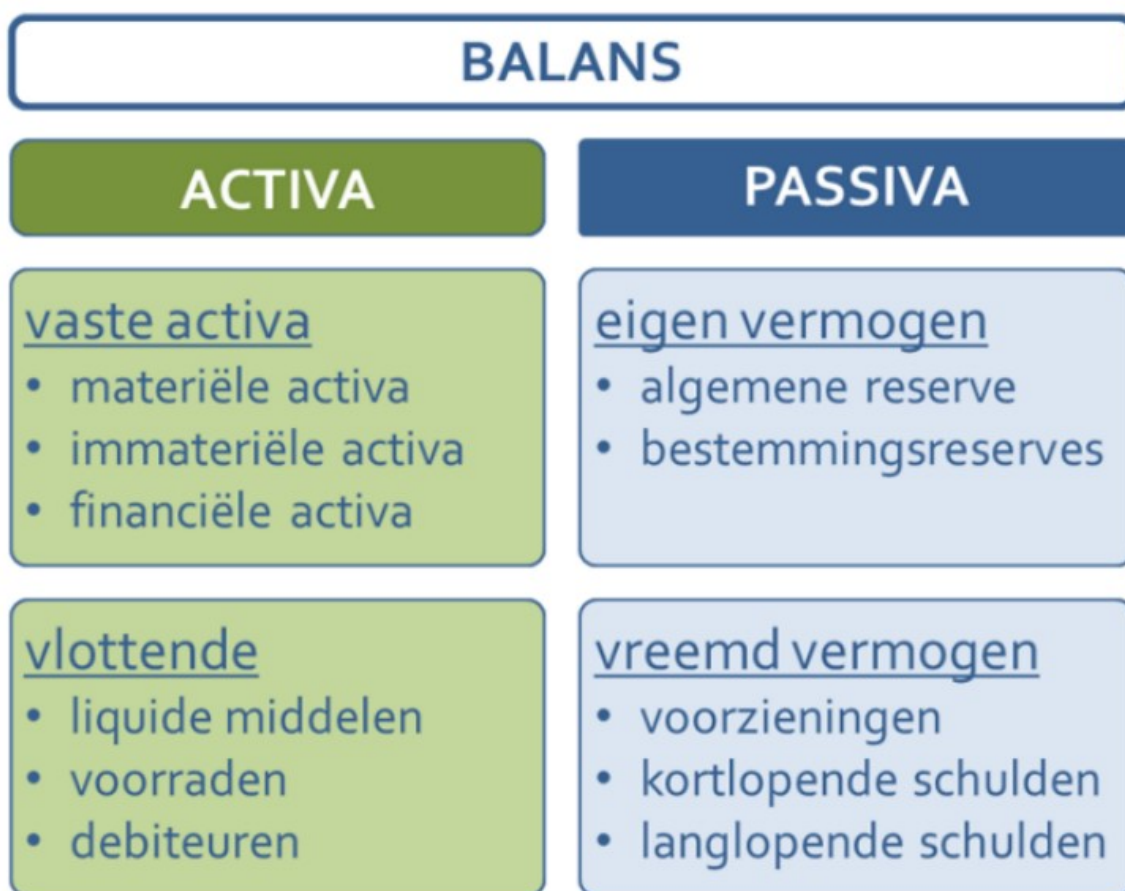 BALANS
ACTIVA
PASSIVA
vaste activa
• materiële activa
• immateriële activa
• financiële activa
eigen vermogen
• algemene reserve
• bestemmingsreserves
vlottende
• liquide middelen
• voorraden
• debiteuren
vreemd vermogen
• voorzieningen
• kortlopende schulden
• langlopende schulden